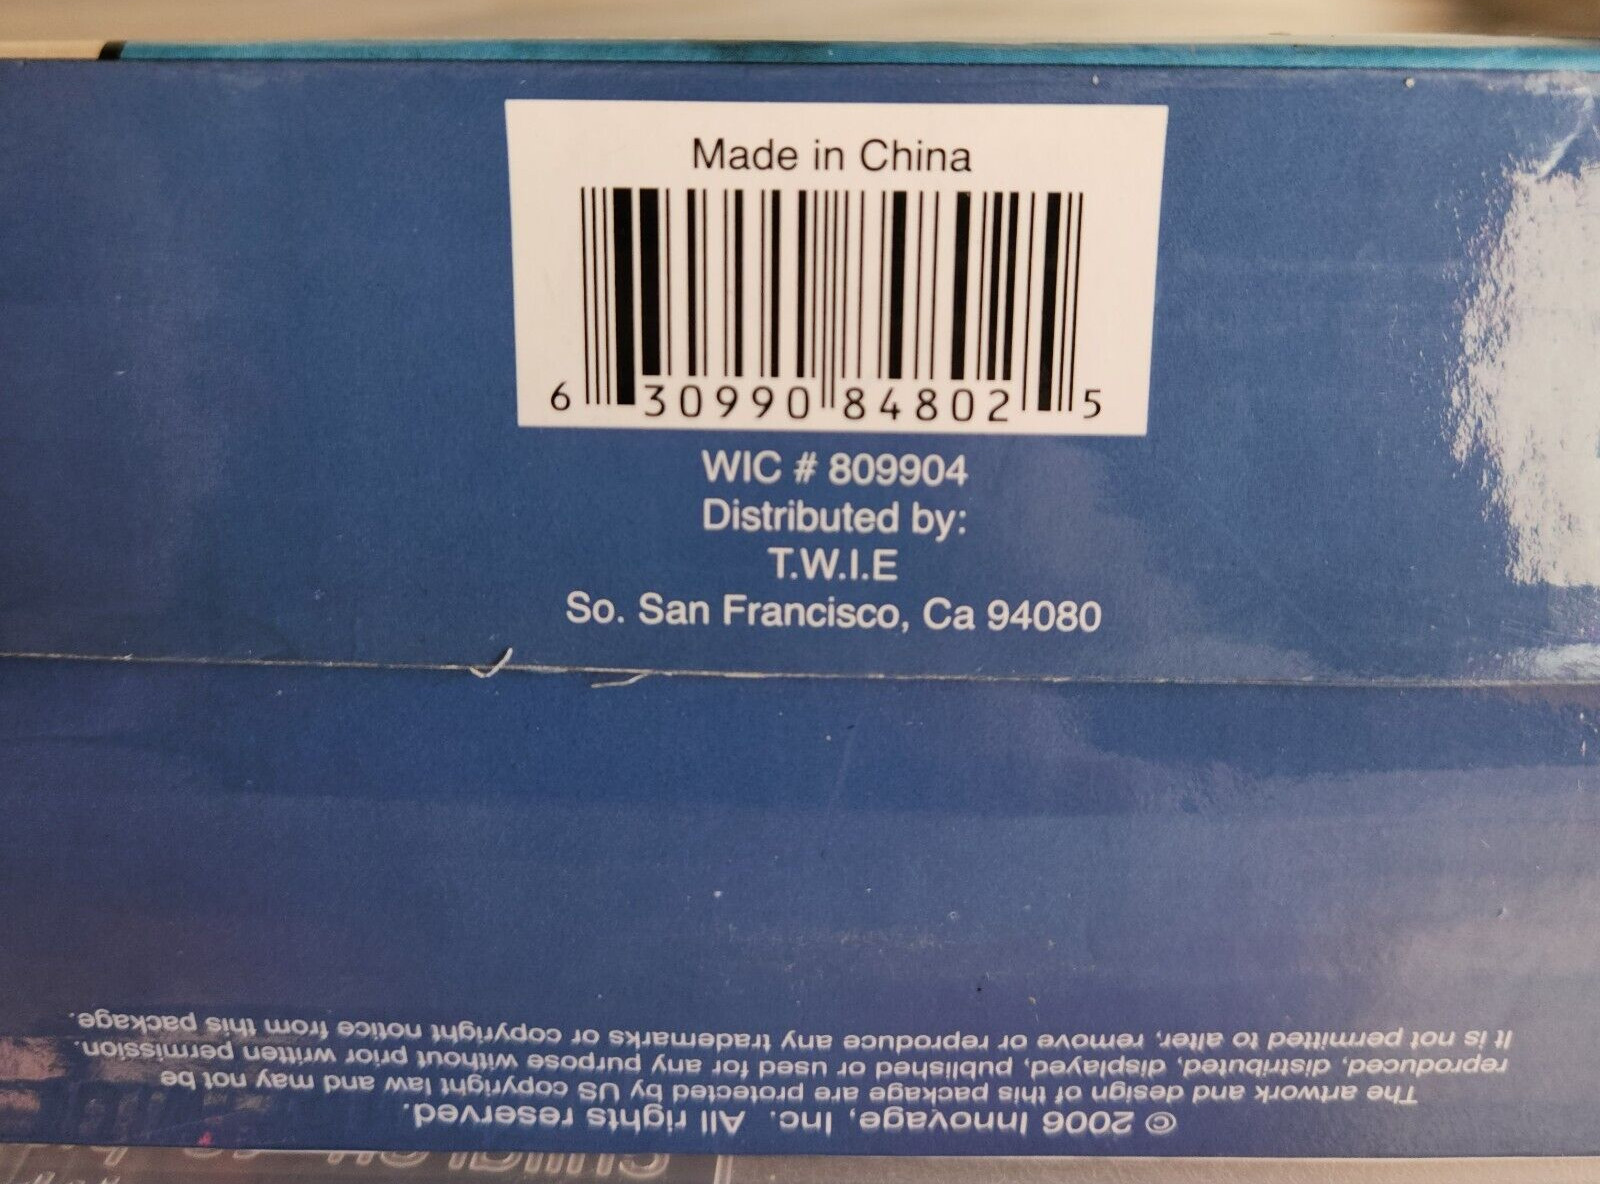 Made in China
6 30990 84802 5
WIC # 809904
Distributed by:
T.W.I.E
So. San Francisco, Ca 94080
© 2006 Innovage, Inc. All rights reserved.
The artwork and design of this package are protected by US copyright law and may not be
reproduced, distributed, displayed, published or used for any purpose without prior written permission.
It is not permitted to alter, remove or reproduce any trademarks or copyright notice from this package.